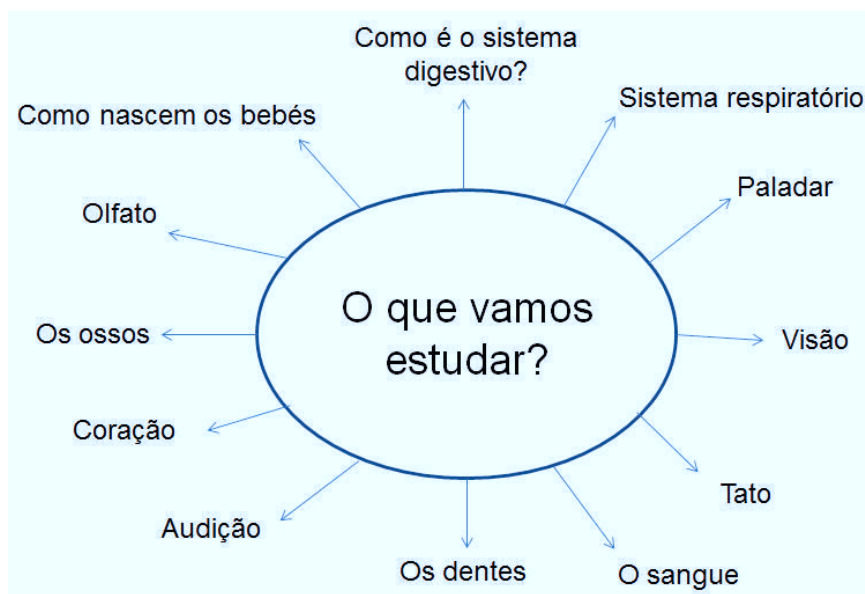 Como é o sistema
digestivo?
Sistema respiratório
Como nascem os bebés
Paladar
Olfato
O que vamos
estudar?
Os ossos
Visão
Coração
Tato
Audição
Os dentes
O sangue